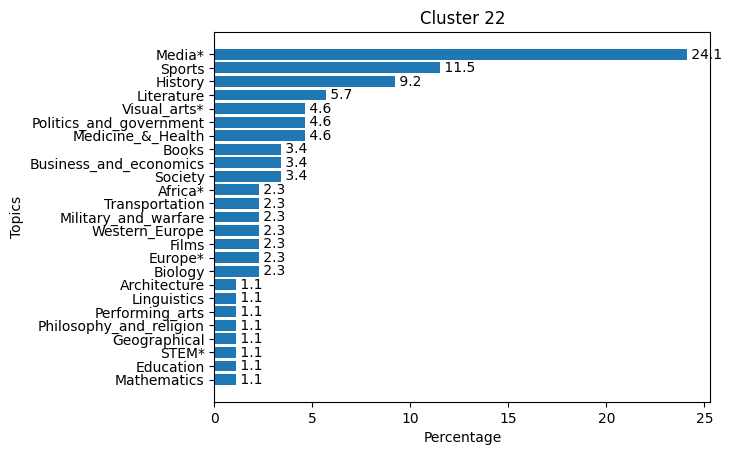 Cluster 22
Topics
Media* 24.1
Sports 11.5
History 9.2
Literature 5.7
Visual_arts* 4.6
Politics_and_government 4.6
Medicine_&_Health 4.6
Books 3.4
Business_and_economics 3.4
Society 3.4
Africa* 2.3
Transportation 2.3
Military_and_warfare 2.3
Western_Europe 2.3
Films 2.3
Europe* 2.3
Biology 2.3
Architecture 1.1
Linguistics 1.1
Performing_arts 1.1
Philosophy_and_religion 1.1
Geographical 1.1
STEM* 1.1
Education 1.1
Mathematics 1.1
0 5 10 15 20 25
Percentage